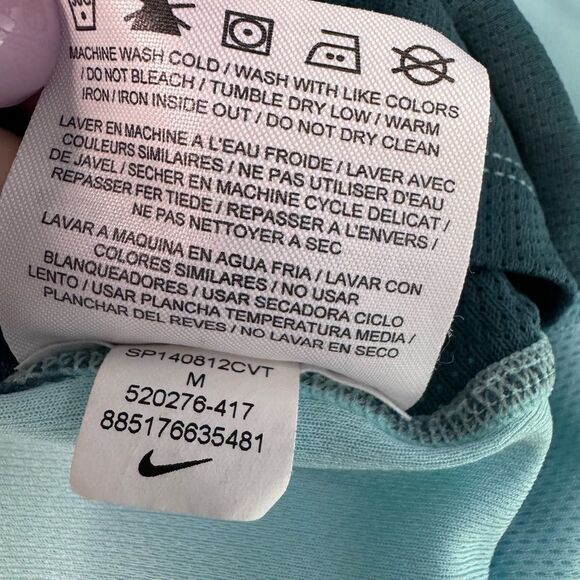 MACHINE WASH COLD / WASH WITH LIKE COLORS
/ DO NOT BLEACH / TUMBLE DRY LOW / WARM
IRON / IRON INSIDE OUT / DO NOT DRY CLEAN
LAVER EN MACHINE A L'EAU FROIDE / LAVER AVEC
COULEURS SIMILAIRES / NE PAS UTILISER D'EAU
DE JAVEL / SECHER EN MACHINE CYCLE DELICAT /
REPASSER FER TIEDE / REPASSER A L'ENVERS /
NE PAS NETTOYER A SEC
LAVAR A MAQUINA EN AGUA FRIA / LAVAR CON
COLORES SIMILARES / NO USAR
BLANQUEADORES / USAR SECADORA CICLO
LENTO / USAR PLANCHA TEMPERATURA MEDIA /
PLANCHAR DEL REVES / NO LAVAR EN SECO
SP140812CVT
M
520276-417
885176635481